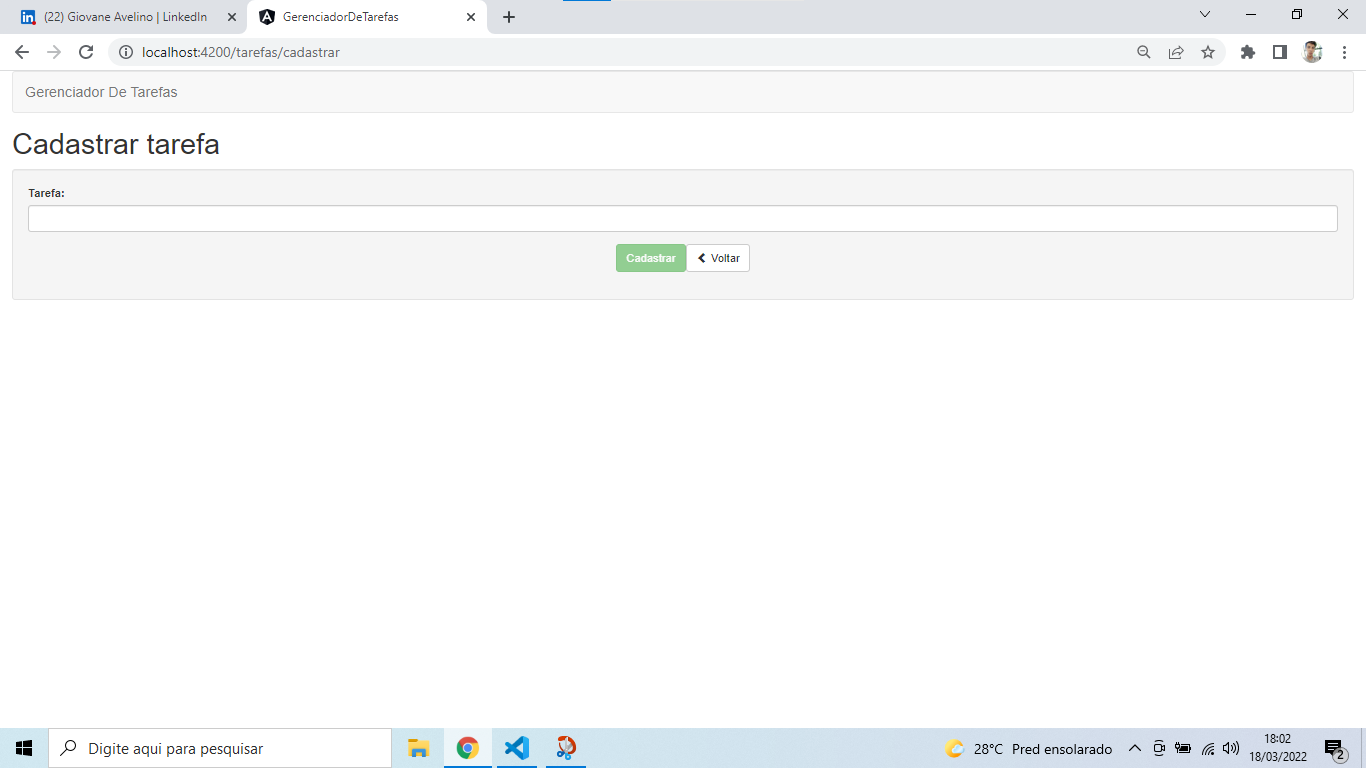 (22) Giovane Avelino | LinkedIn
GerenciadorDeTarefas
localhost:4200/tarefas/cadastrar
Gerenciador De Tarefas
Cadastrar tarefa
Tarefa:
Cadastrar
Voltar
Digite aqui para pesquisar
28°C Pred ensolarado
18:02
18/03/2022
2